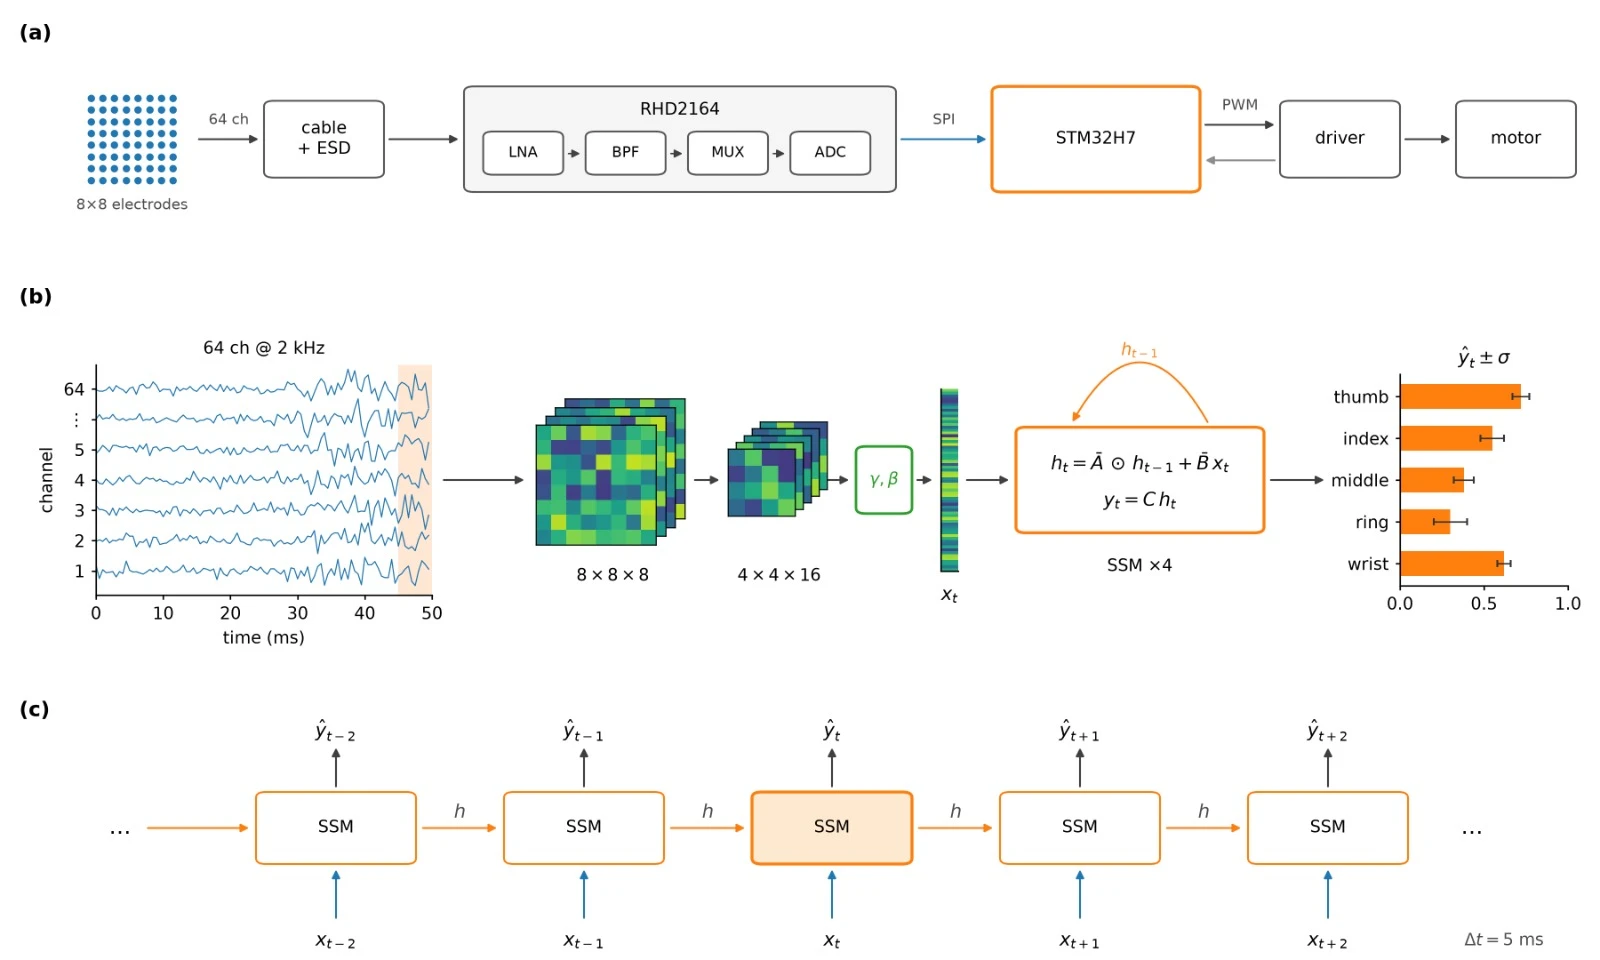 (a)
8×8 electrodes
64 ch
cable
+ ESD
RHD2164
LNA
BPF
MUX
ADC
SPI
STM32H7
PWM
driver
motor
(b)
64 ch @ 2 kHz
channel
64
⋮
5
4
3
2
1
0 10 20 30 40 50
time (ms)
8 × 8 × 8
4 × 4 × 16
γ, β
x_t
h_{t−1}
h_t = Ā ⊙ h_{t−1} + B̄ x_t
y_t = C h_t
SSM ×4
ŷ_t ± σ
thumb
index
middle
ring
wrist
0.0 0.5 1.0
(c)
ŷ_{t−2} ŷ_{t−1} ŷ_t ŷ_{t+1} ŷ_{t+2}
... SSM h SSM h SSM h SSM h SSM ...
x_{t−2} x_{t−1} x_t x_{t+1} x_{t+2}
Δt = 5 ms